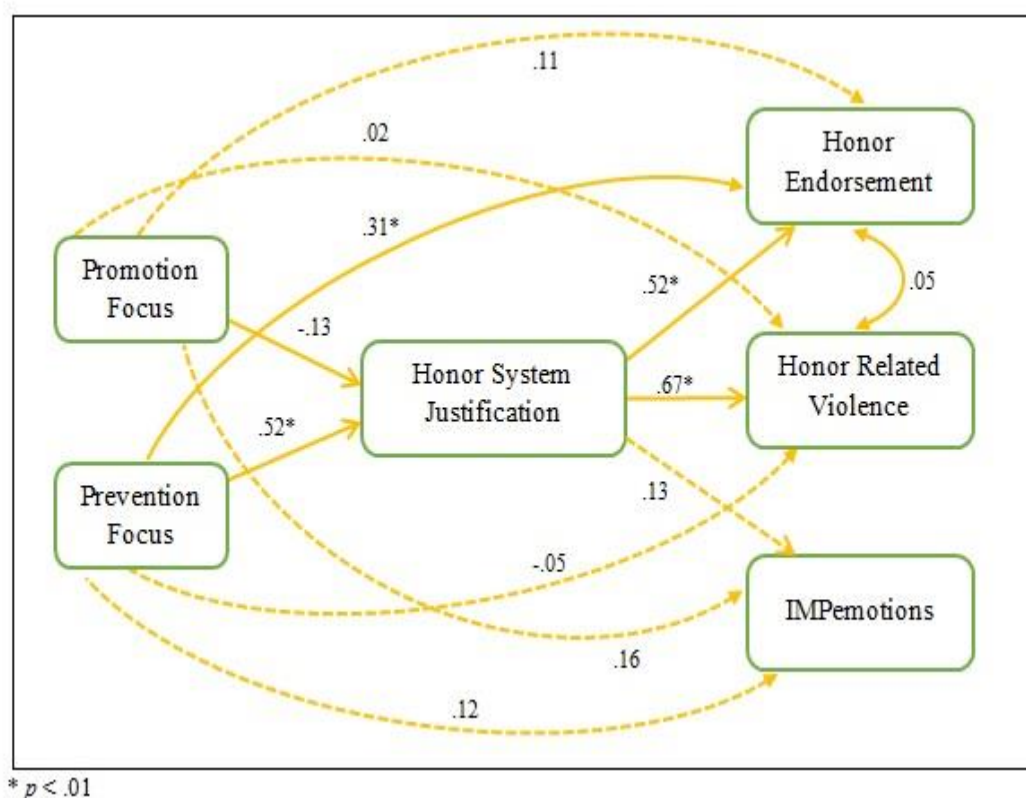 .11
.02
Honor
Endorsement
.31*
Promotion
Focus
.52*
.05
-.13
Honor System
Justification
Honor Related
Violence
.67*
.52*
Prevention
Focus
.13
-.05
IMPemotions
.16
.12
* p < .01